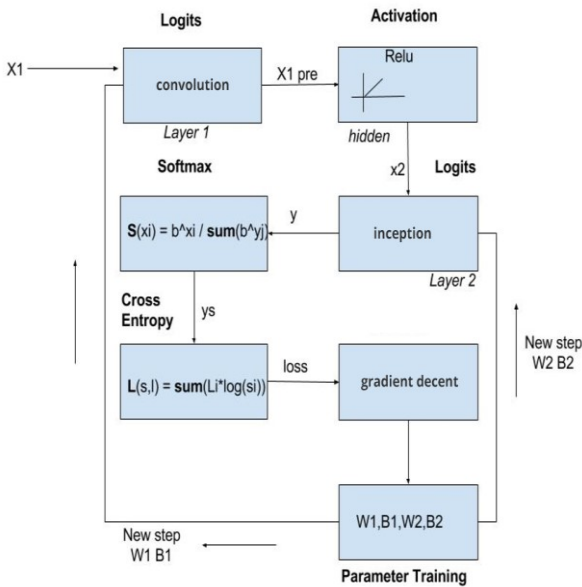 Logits
Activation
X1
convolution
X1 pre
Relu
Layer 1
hidden
Softmax
x2
Logits
S(xi) = b^xi / sum(b^yj)
y
inception
Layer 2
Cross
Entropy
ys
New step
W2 B2
L(s,l) = sum(Li*log(si))
loss
gradient decent
W1,B1,W2,B2
New step
W1 B1
Parameter Training